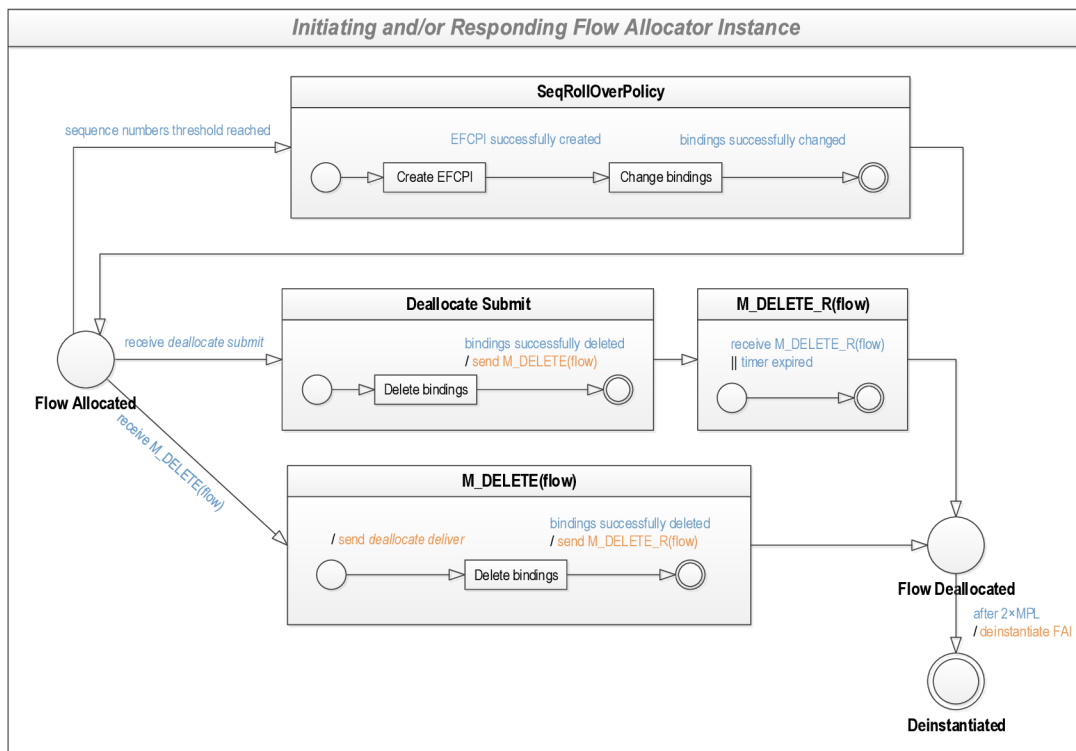 Initiating and/or Responding Flow Allocator Instance
SeqRollOverPolicy
sequence numbers threshold reached
EFCPI successfully created
bindings successfully changed
Create EFCPI
Change bindings
Deallocate Submit
M_DELETE_R(flow)
receive deallocate submit
bindings successfully deleted
/ send M_DELETE(flow)
receive M_DELETE_R(flow)
|| timer expired
Delete bindings
Flow Allocated
receive M_DELETE(flow)
M_DELETE(flow)
/ send deallocate deliver
bindings successfully deleted
/ send M_DELETE_R(flow)
Delete bindings
Flow Deallocated
after 2×MPL
/ deinstantiate FAI
Deinstantiated